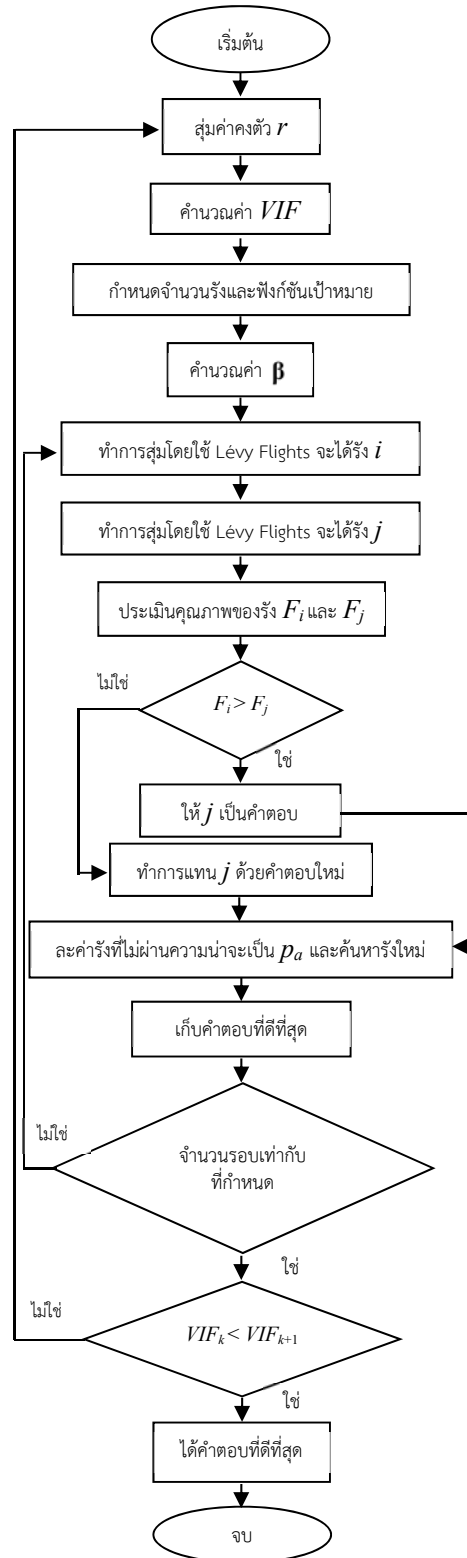 เริ่มต้น
สุ่มค่าคงตัว r
คำนวณค่า VIF
กำหนดจำนวนรังและฟังก์ชันเป้าหมาย
คำนวณค่า β
ทำการสุ่มโดยใช้ Lévy Flights จะได้รัง i
ทำการสุ่มโดยใช้ Lévy Flights จะได้รัง j
ประเมินคุณภาพของรัง Fi และ Fj
ไม่ใช่
Fi > Fj
ใช่
ให้ j เป็นคำตอบ
ทำการแทน j ด้วยคำตอบใหม่
ละค่ารังที่ไม่ผ่านความน่าจะเป็น pa และค้นหารังใหม่
เก็บคำตอบที่ดีที่สุด
ไม่ใช่
จำนวนรอบเท่ากับ
ที่กำหนด
ใช่
ไม่ใช่
VIFk < VIFk+1
ใช่
ได้คำตอบที่ดีที่สุด
จบ